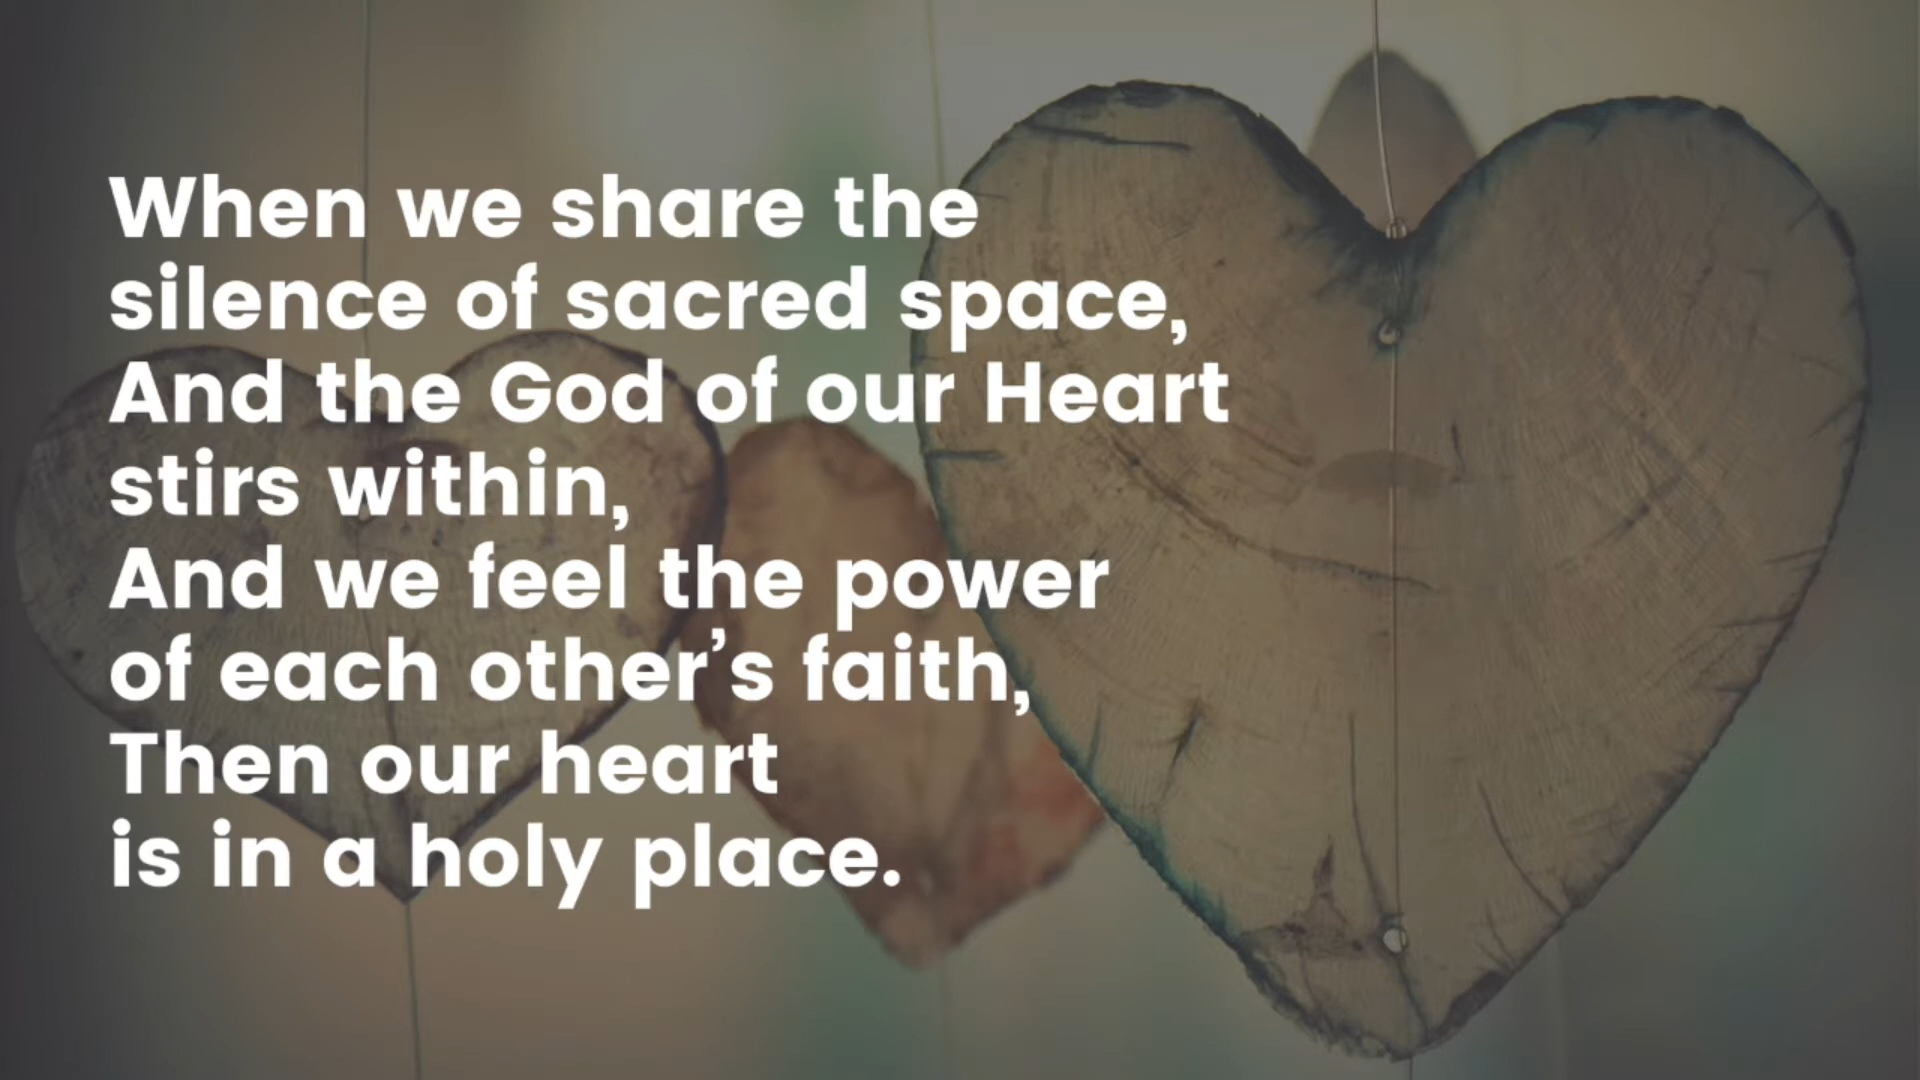 When we share the
silence of sacred space,
And the God of our Heart
stirs within,
And we feel the power
of each other’s faith,
Then our heart
is in a holy place.